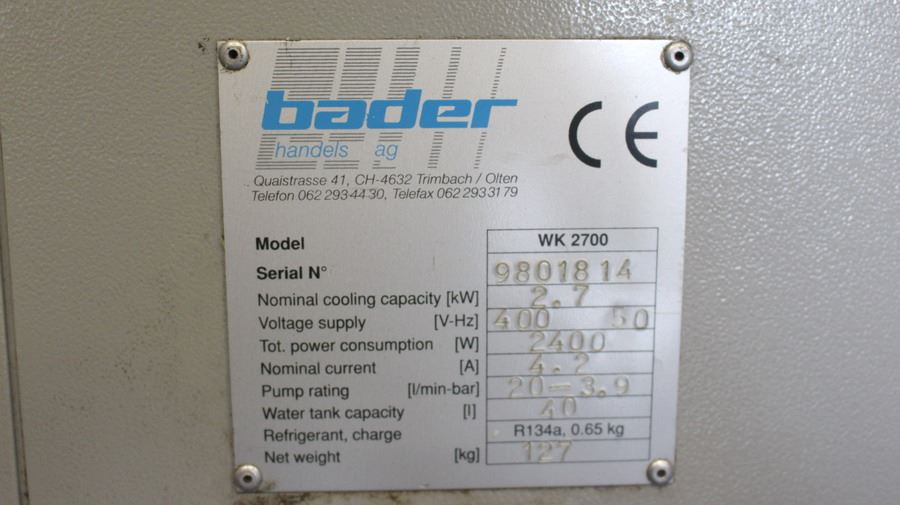 bader
handels ag
CE
Quaistrasse 41, CH-4632 Trimbach / Olten
Telefon 062 293 44 30, Telefax 062 293 31 79
Model WK 2700
Serial N° 9801814
Nominal cooling capacity [kW] 2.7
Voltage supply [V-Hz] 400 50
Tot. power consumption [W] 2400
Nominal current [A] 4.2
Pump rating [l/min-bar] 20-3.9
Water tank capacity [l] 40
Refrigerant, charge R134a, 0.65 kg
Net weight [kg] 127